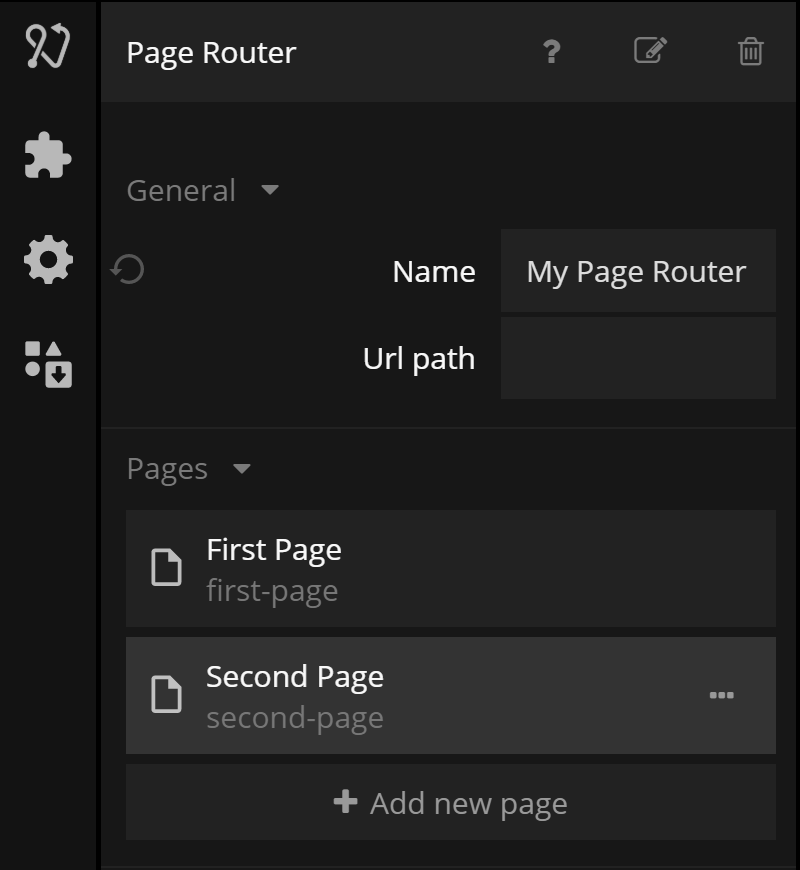 Page Router
General
Name
My Page Router
Url path
Pages
First Page
first-page
Second Page
second-page
Add new page